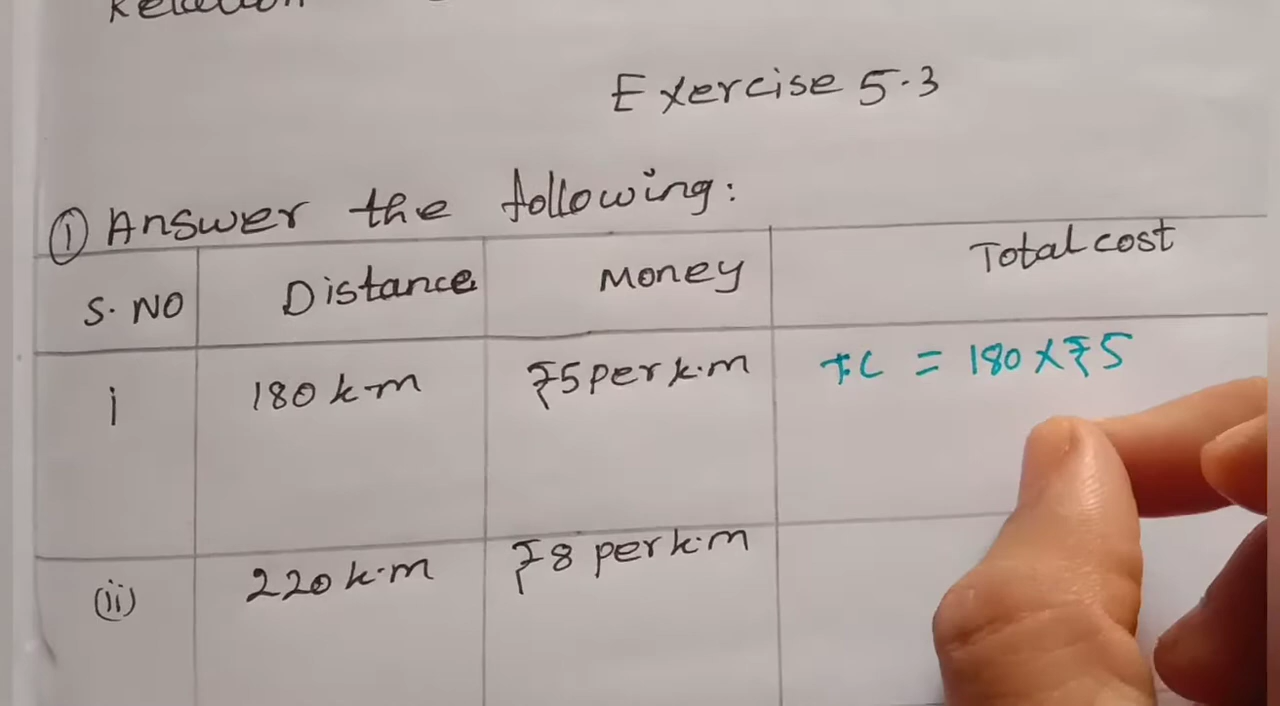 Relation
Exercise 5.3
① Answer the following:
S. NO Distance Money Total cost
i 180 k.m ₹5 per k.m T.C = 180 X ₹5
(ii) 220 k.m ₹8 per k.m